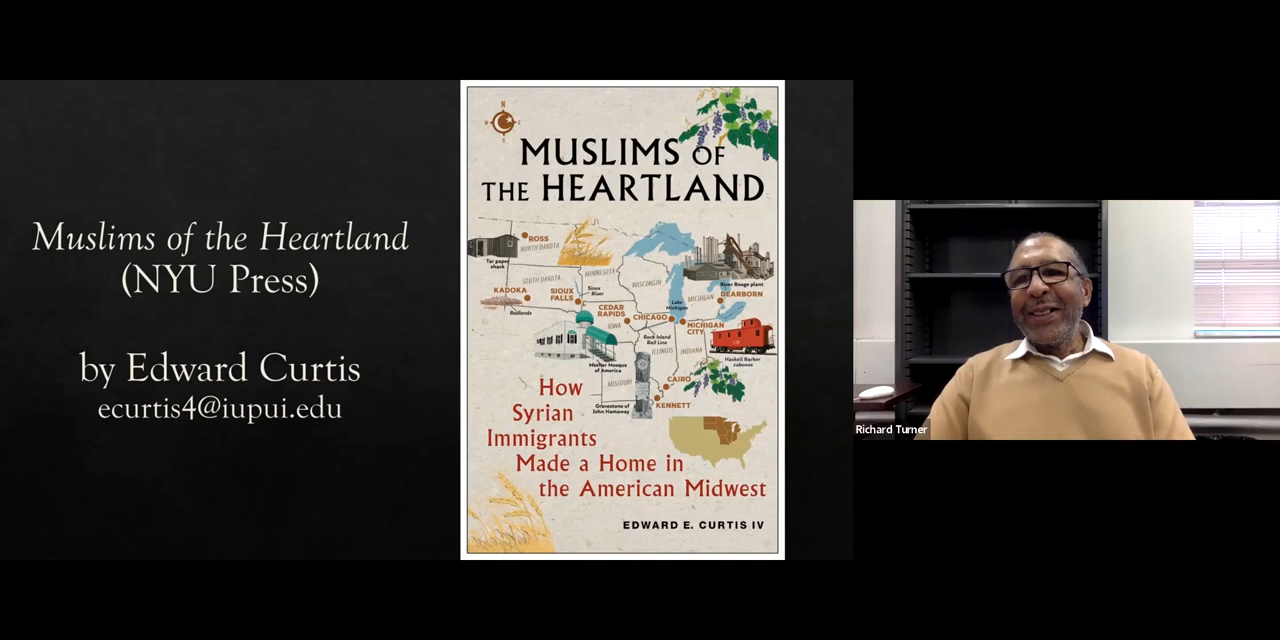 Muslims of the Heartland
(NYU Press)
by Edward Curtis
ecurtis4@iupui.edu
N
W
E
S
MUSLIMS OF
THE HEARTLAND
ROSS
NORTH DAKOTA
Tar paper
shack
MINNESOTA
SOUTH DAKOTA
KADOKA
Badlands
SIOUX
FALLS
Sioux
River
WISCONSIN
Lake
Michigan
MICHIGAN
River Rouge plant
DEARBORN
CEDAR
RAPIDS
IOWA
CHICAGO
MICHIGAN
CITY
Rock Island
Rail Line
ILLINOIS
INDIANA
Haskell Barker
caboose
Mother Mosque
of America
MISSOURI
CAIRO
Gravestone of
John Hamaway
KENNETT
How
Syrian
Immigrants
Made a Home in
the American Midwest
EDWARD E. CURTIS IV
Richard Turner